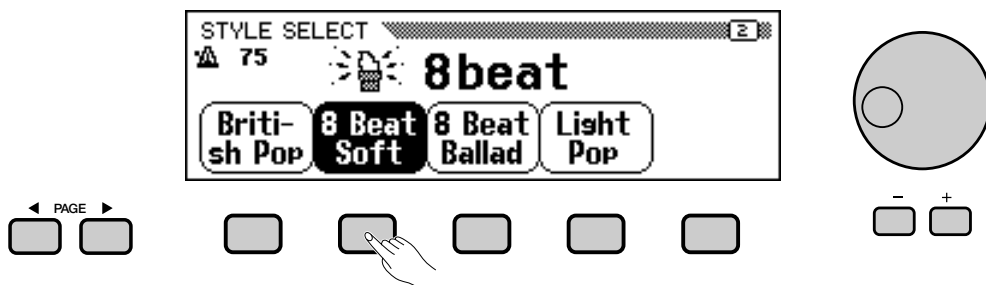 STYLE SELECT 2
75
8beat
Briti-
sh Pop
8 Beat
Soft
8 Beat
Ballad
Light
Pop
◀ PAGE ▶
- +